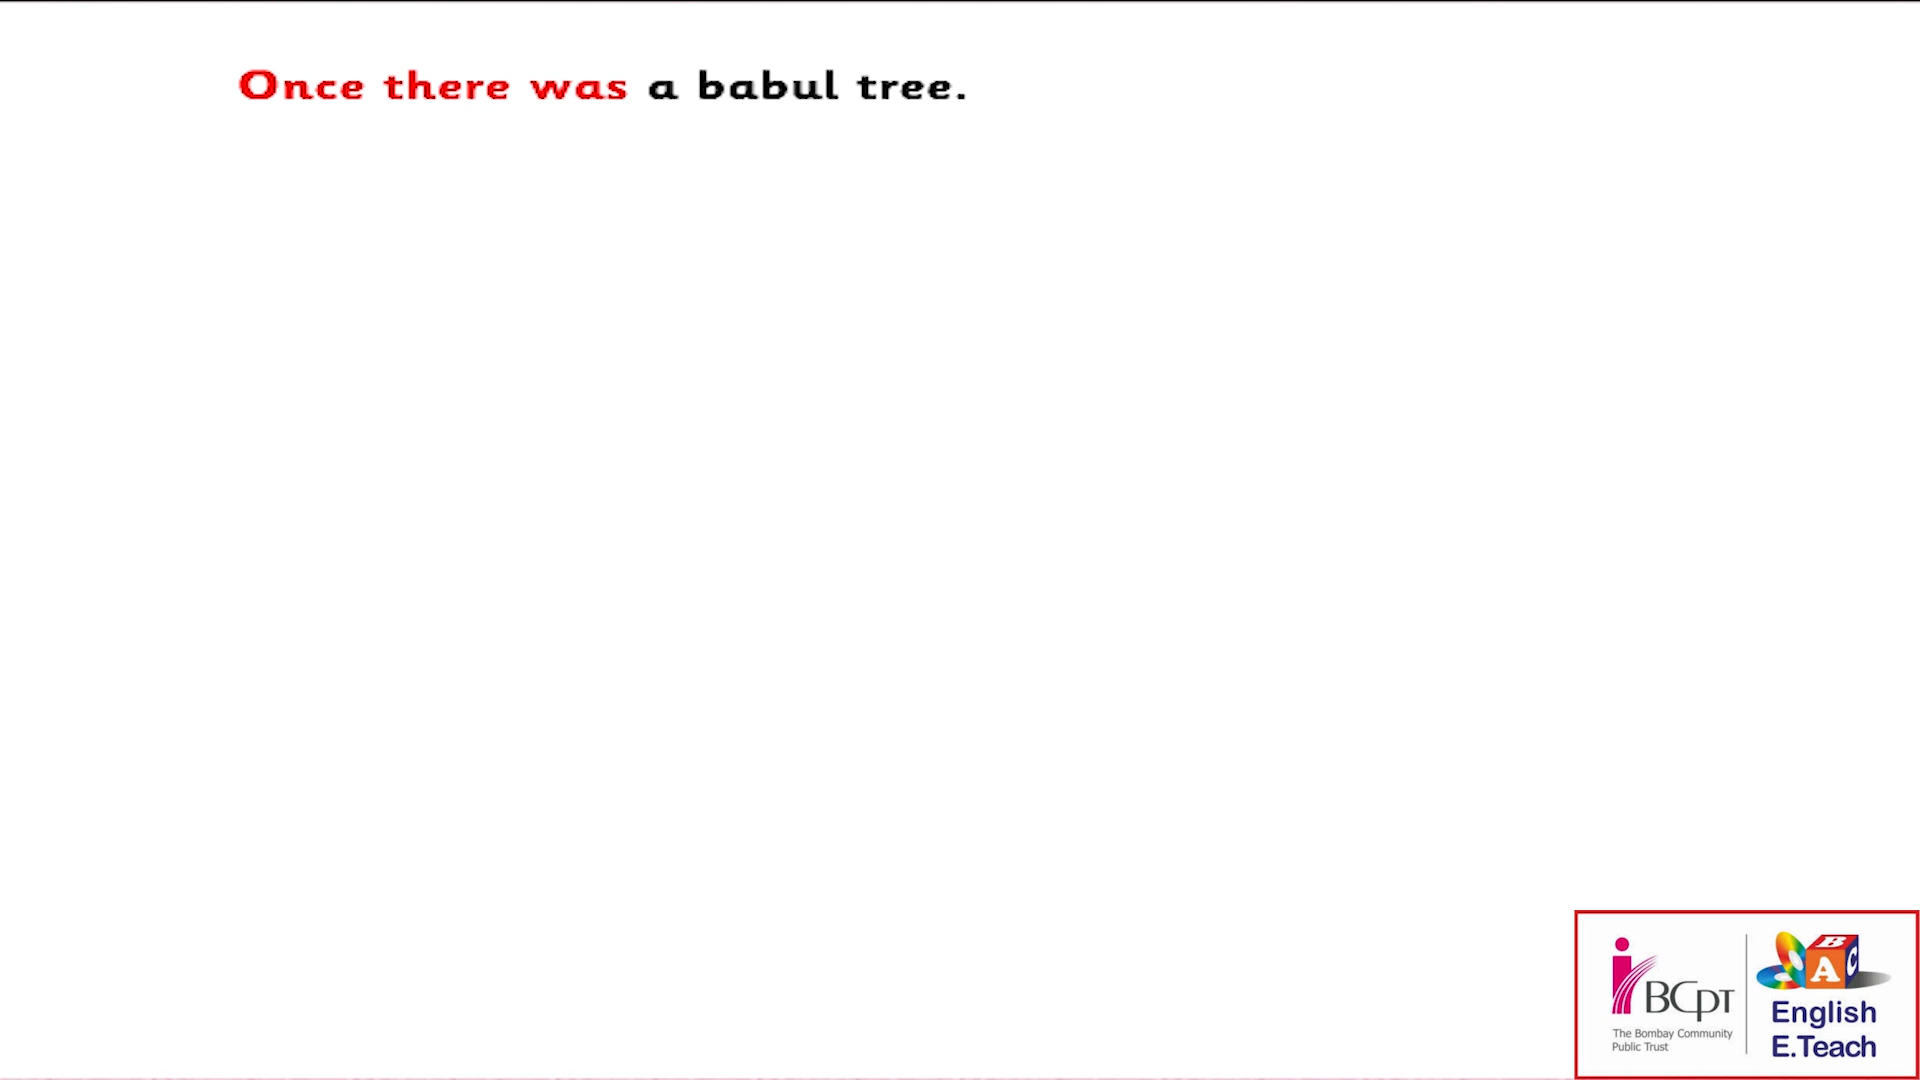 Once there was a babul tree.
BCPT
The Bombay Community
Public Trust
B
A
C
English
E.Teach